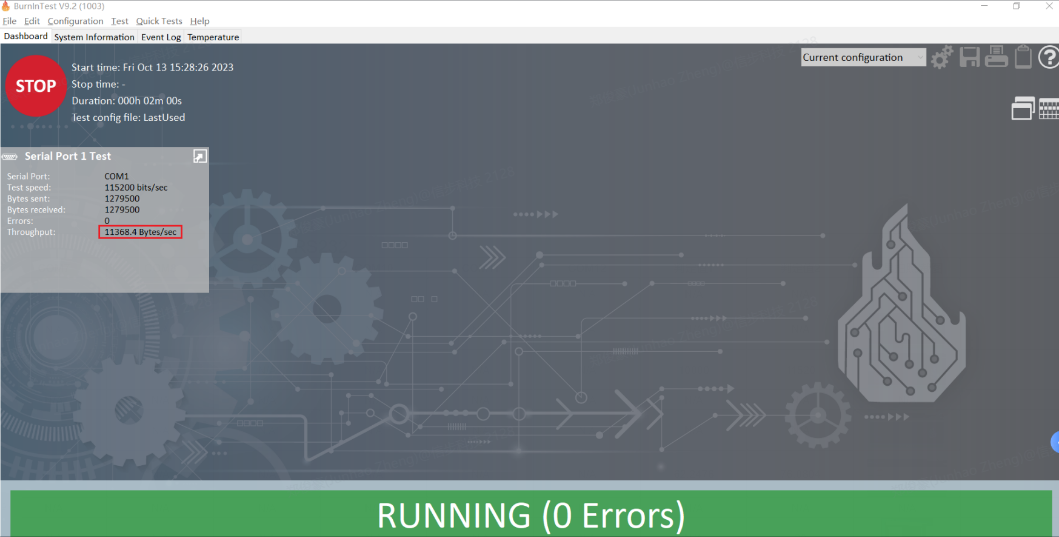 BurnInTest V9.2 (1003)
File Edit Configuration Test Quick Tests Help
Dashboard System Information Event Log Temperature
STOP
Start time: Fri Oct 13 15:28:26 2023
Stop time: -
Duration: 000h 02m 00s
Test config file: LastUsed
Current configuration
Serial Port 1 Test
Serial Port: COM1
Test speed: 115200 bits/sec
Bytes sent: 1279500
Bytes received: 1279500
Errors: 0
Throughput: 11368.4 Bytes/sec
RUNNING (0 Errors)